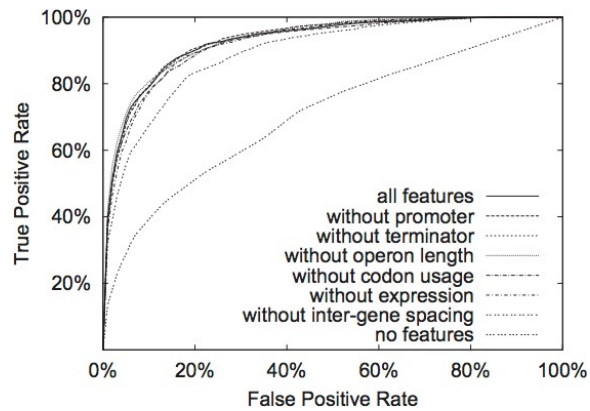 100%
80%
60%
40%
20%
True Positive Rate
all features
without promoter
without terminator
without operon length
without codon usage
without expression
without inter-gene spacing
no features
0% 20% 40% 60% 80% 100%
False Positive Rate